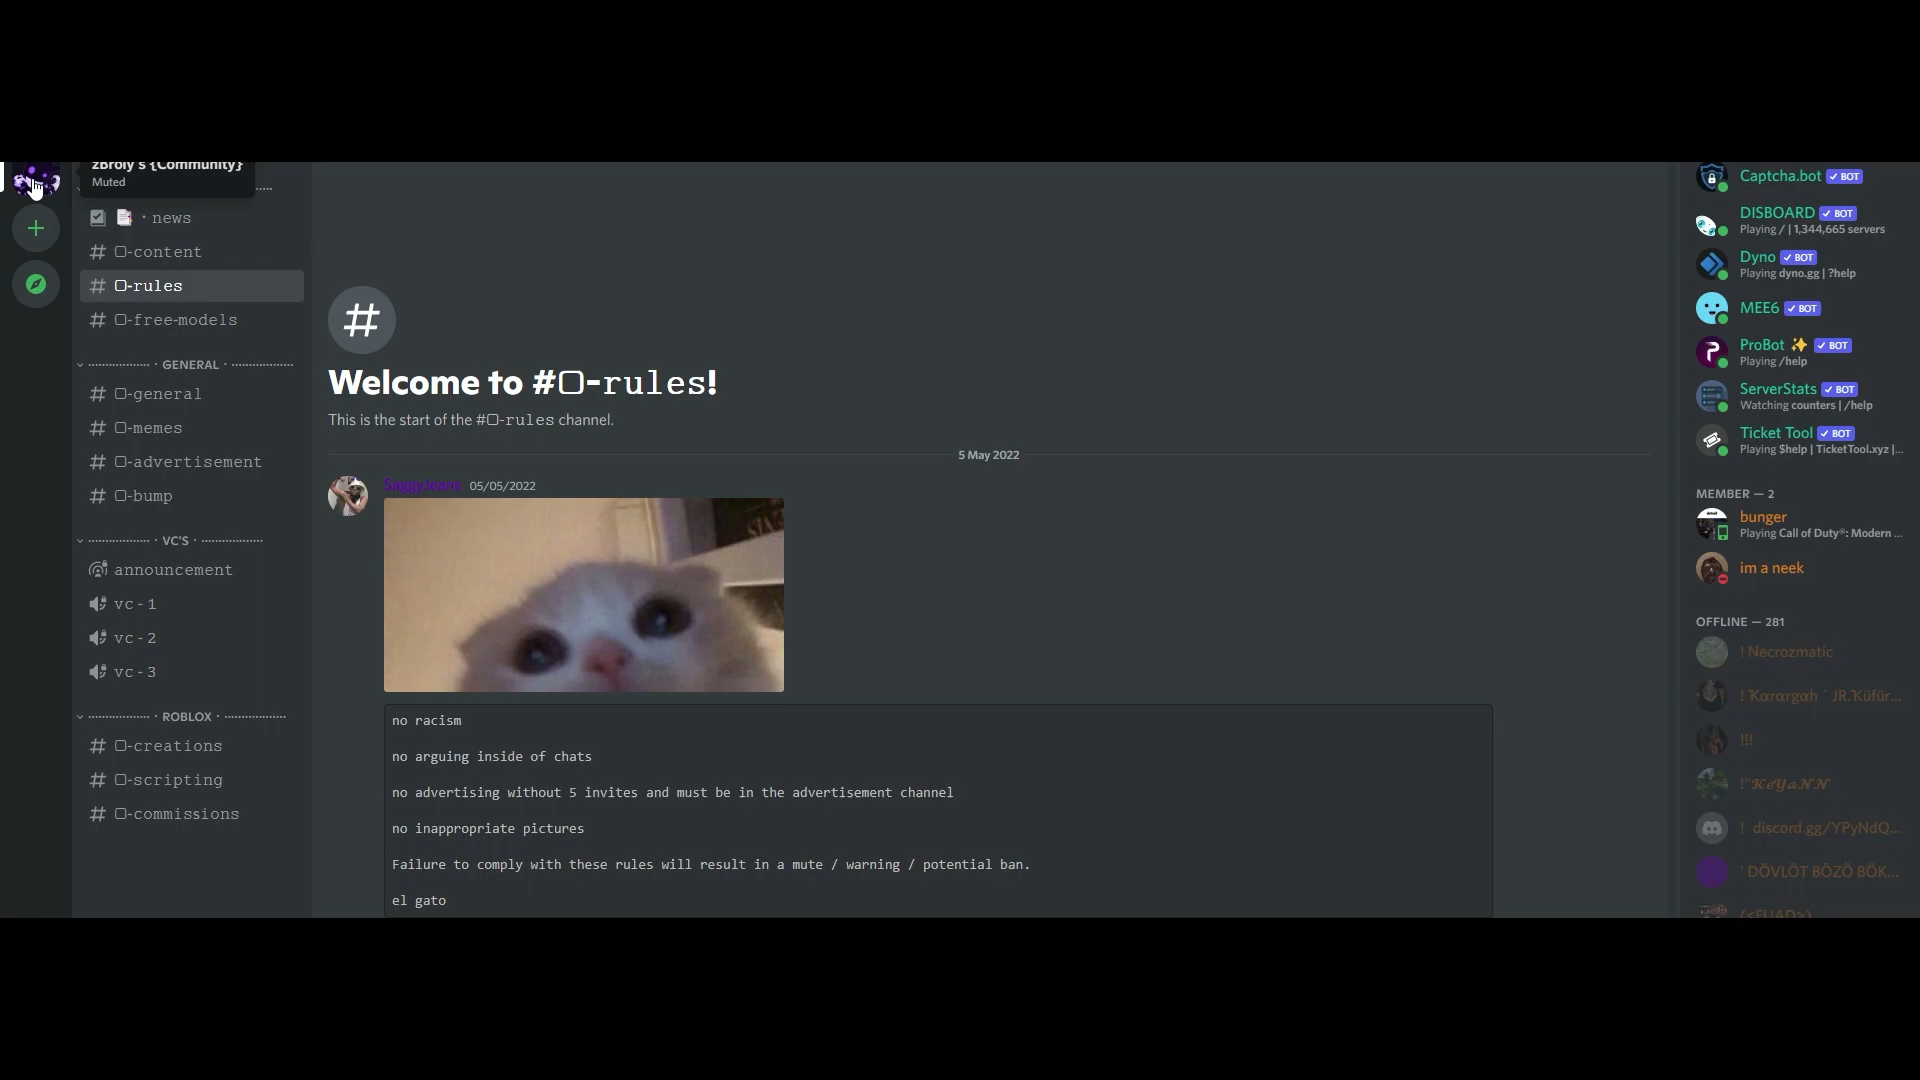 zBroly's {Community}
Muted
· news
▢-content
▢-rules
▢-free-models
· GENERAL ·
▢-general
▢-memes
▢-advertisement
▢-bump
· VC'S ·
announcement
vc - 1
vc - 2
vc - 3
· ROBLOX ·
▢-creations
▢-scripting
▢-commissions
Welcome to #▢-rules!
This is the start of the #▢-rules channel.
5 May 2022
SaggyJeans 05/05/2022
no racism
no arguing inside of chats
no advertising without 5 invites and must be in the advertisement channel
no inappropriate pictures
Failure to comply with these rules will result in a mute / warning / potential ban.
el gato
Captcha.bot ✓ BOT
DISBOARD ✓ BOT
Playing / | 1,344,665 servers
Dyno ✓ BOT
Playing dyno.gg | ?help
MEE6 ✓ BOT
ProBot ✨ ✓ BOT
Playing /help
ServerStats ✓ BOT
Watching counters | /help
Ticket Tool ✓ BOT
Playing $help | TicketTool.xyz |...
MEMBER — 2
bunger
Playing Call of Duty®: Modern ...
im a neek
OFFLINE — 281
! Necrozmatic
!!!
!"𝓚𝓮𝓨𝓪𝓝𝓝
! discord.gg/YPyNdQ...
' DÖVLÖT BÖZÖ BÖK...